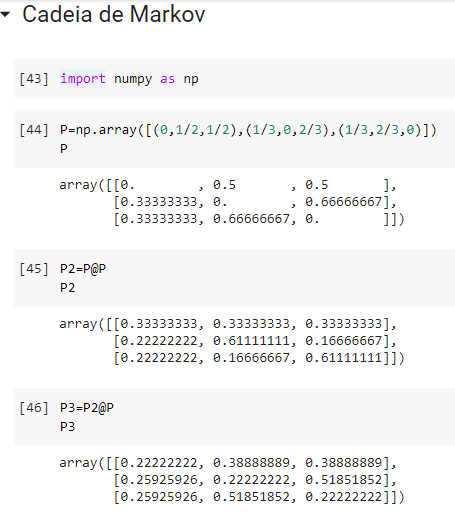 Cadeia de Markov
[43] import numpy as np
[44] P=np.array([(0,1/2,1/2),(1/3,0,2/3),(1/3,2/3,0)])
P
array([[0.        , 0.5       , 0.5       ],
[0.33333333, 0.        , 0.66666667],
[0.33333333, 0.66666667, 0.        ]])
[45] P2=P@P
P2
array([[0.33333333, 0.33333333, 0.33333333],
[0.22222222, 0.61111111, 0.16666667],
[0.22222222, 0.16666667, 0.61111111]])
[46] P3=P2@P
P3
array([[0.22222222, 0.38888889, 0.38888889],
[0.25925926, 0.22222222, 0.51851852],
[0.25925926, 0.51851852, 0.22222222]])